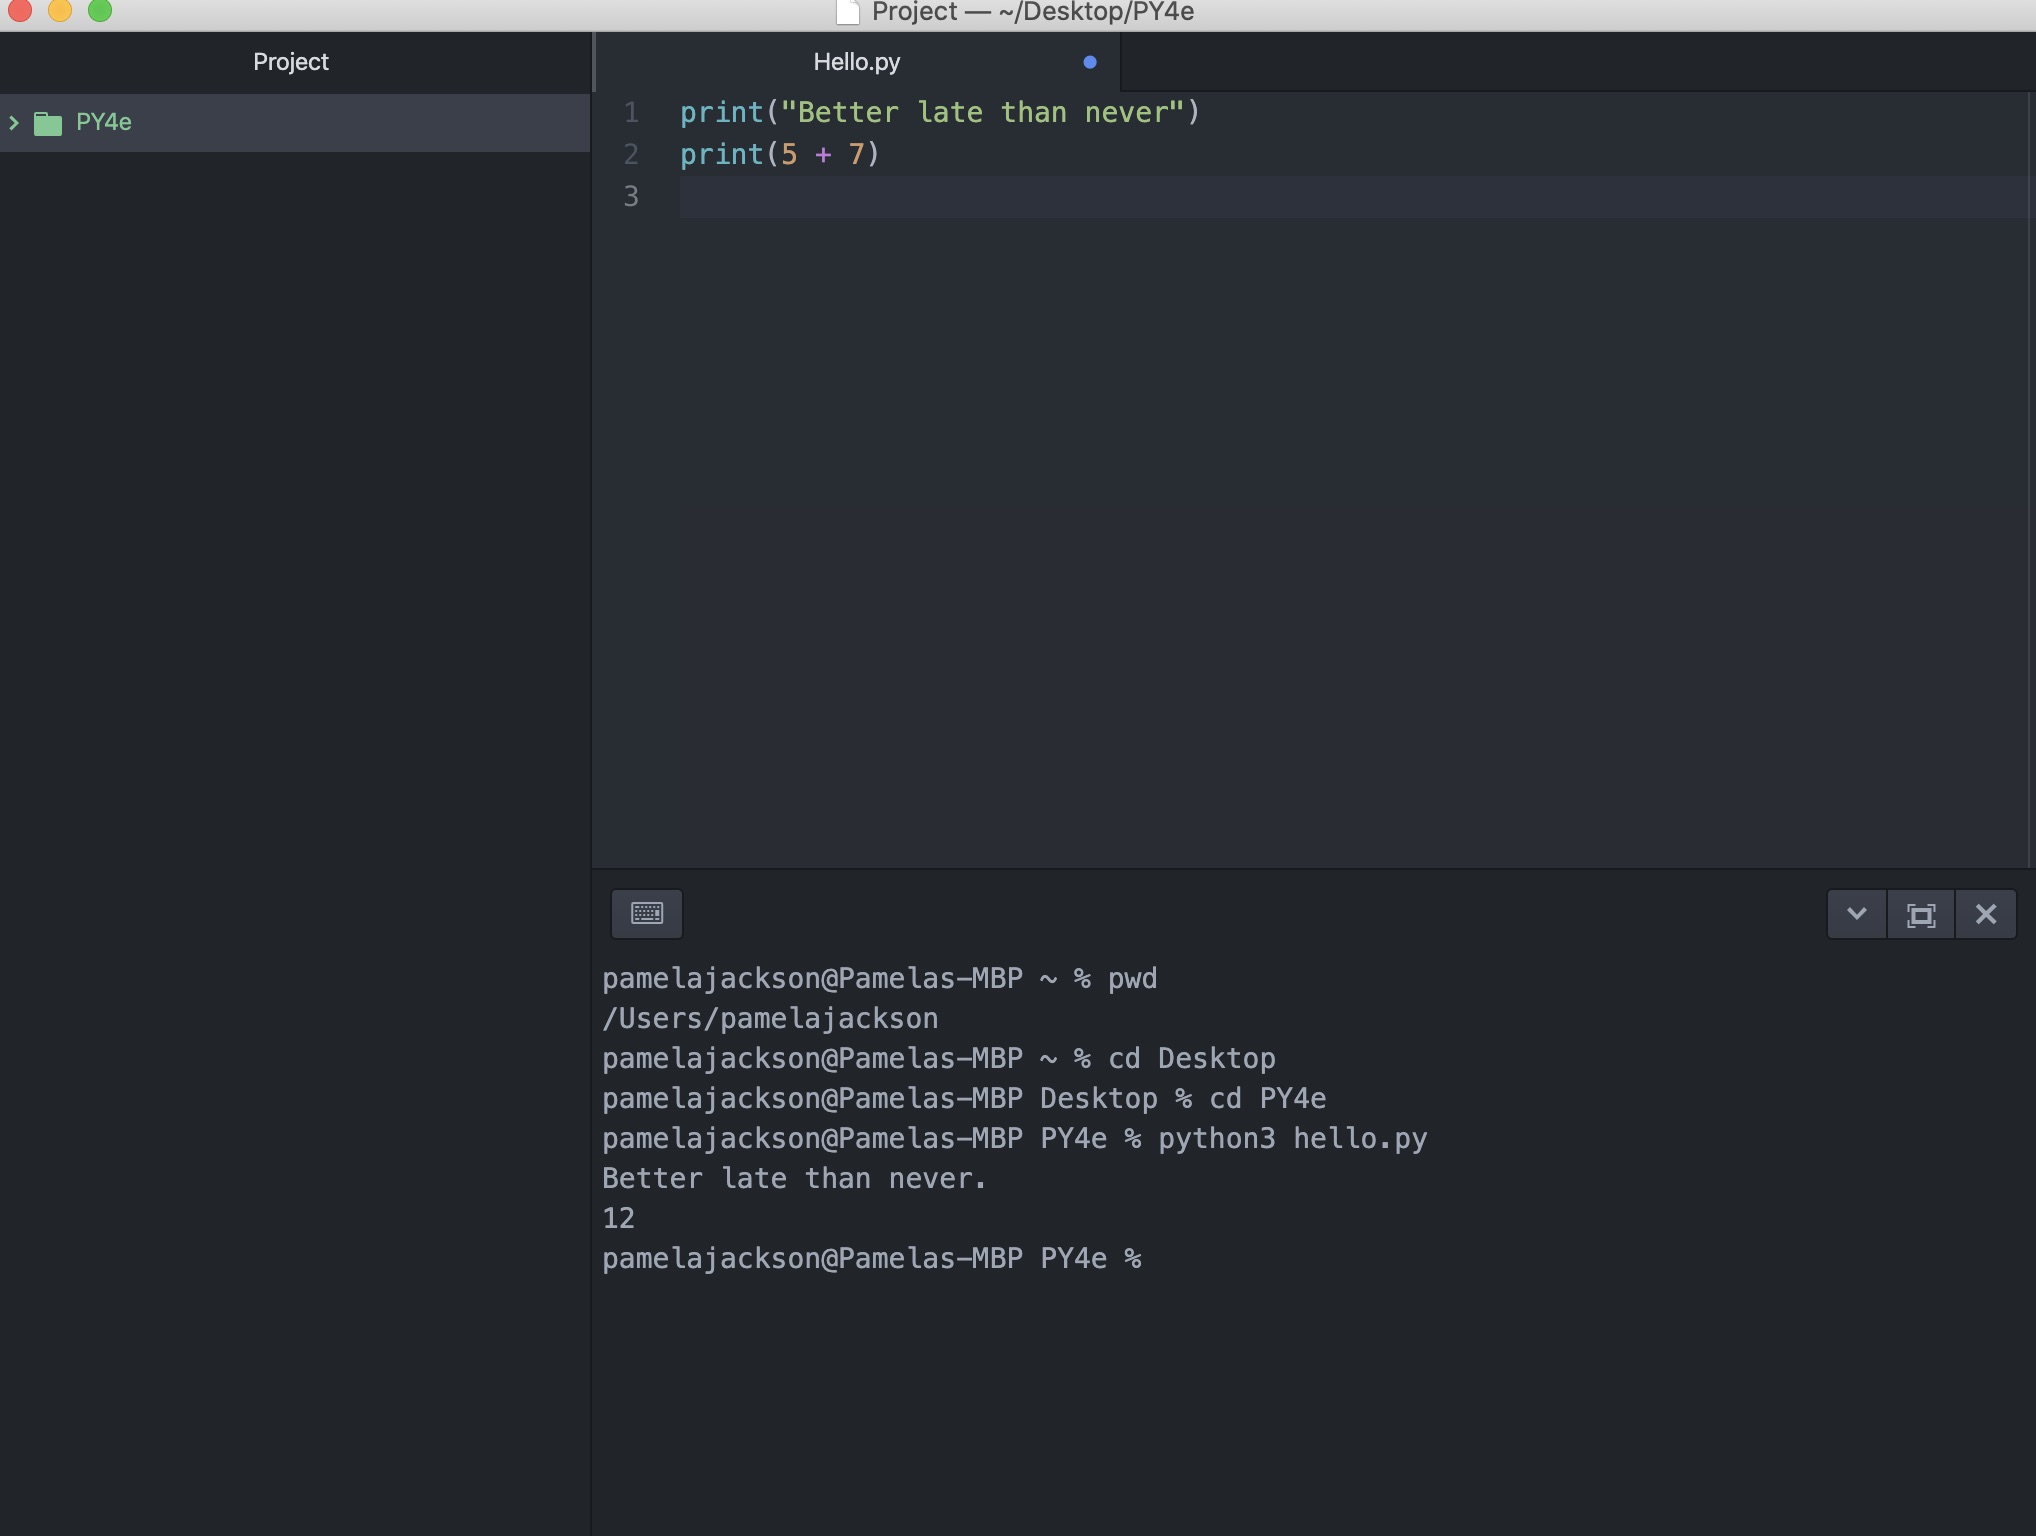 Project — ~/Desktop/PY4e
Project
PY4e
Hello.py
1 print("Better late than never")
2 print(5 + 7)
3
pamelajackson@Pamelas-MBP ~ % pwd
/Users/pamelajackson
pamelajackson@Pamelas-MBP ~ % cd Desktop
pamelajackson@Pamelas-MBP Desktop % cd PY4e
pamelajackson@Pamelas-MBP PY4e % python3 hello.py
Better late than never.
12
pamelajackson@Pamelas-MBP PY4e %